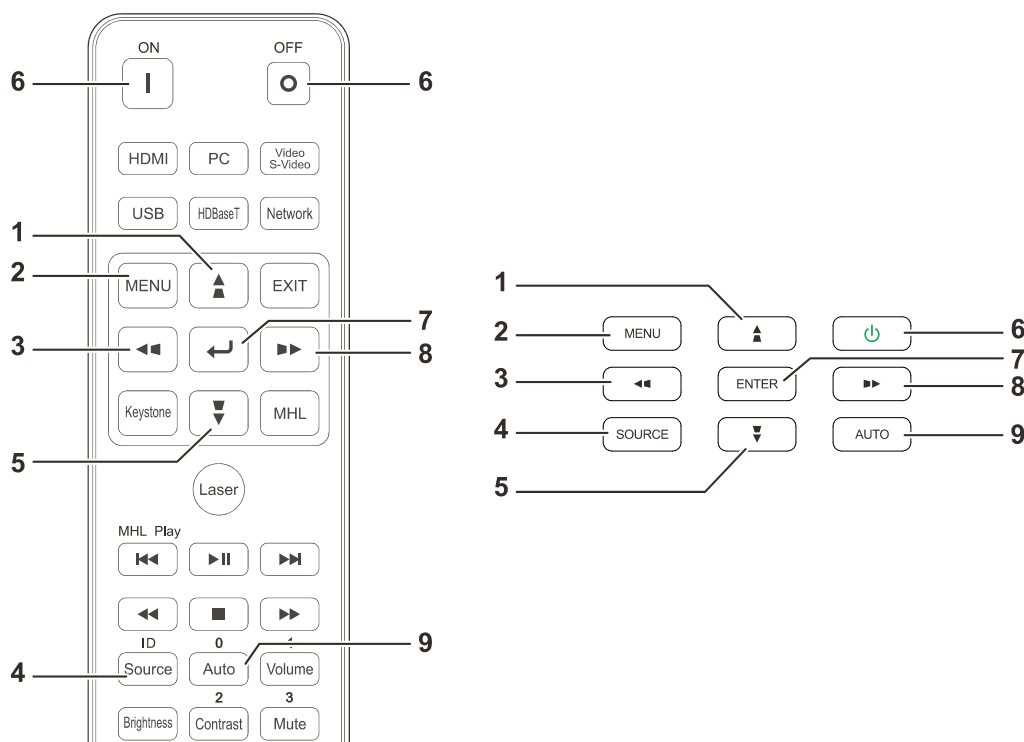 ON OFF
6 6
HDMI PC Video
S-Video
USB HDBaseT Network
1
2 MENU EXIT
7
3 8
Keystone MHL
5
Laser
MHL Play
ID 0
9
4 Source Auto Volume
2 3
Brightness Contrast Mute
1
2 MENU 6
7
3 ENTER 8
4 SOURCE AUTO 9
5